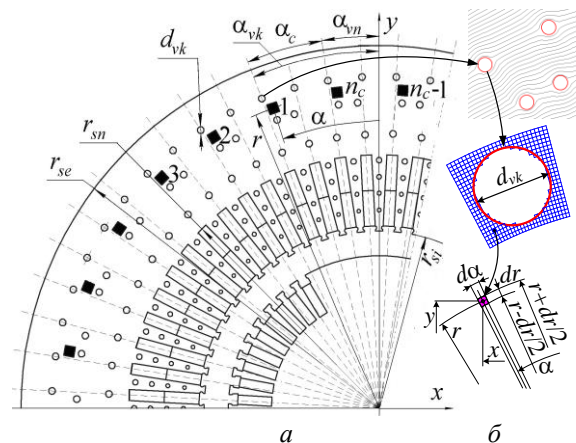 y
d_vk
α_vk
α_c
α_vn
1
n_c
n_c-1
2
α
r
3
r_sn
r_se
r_si
x
а
d_vk
dα
dr
r+dr/2
r-dr/2
y
r
x
α
б